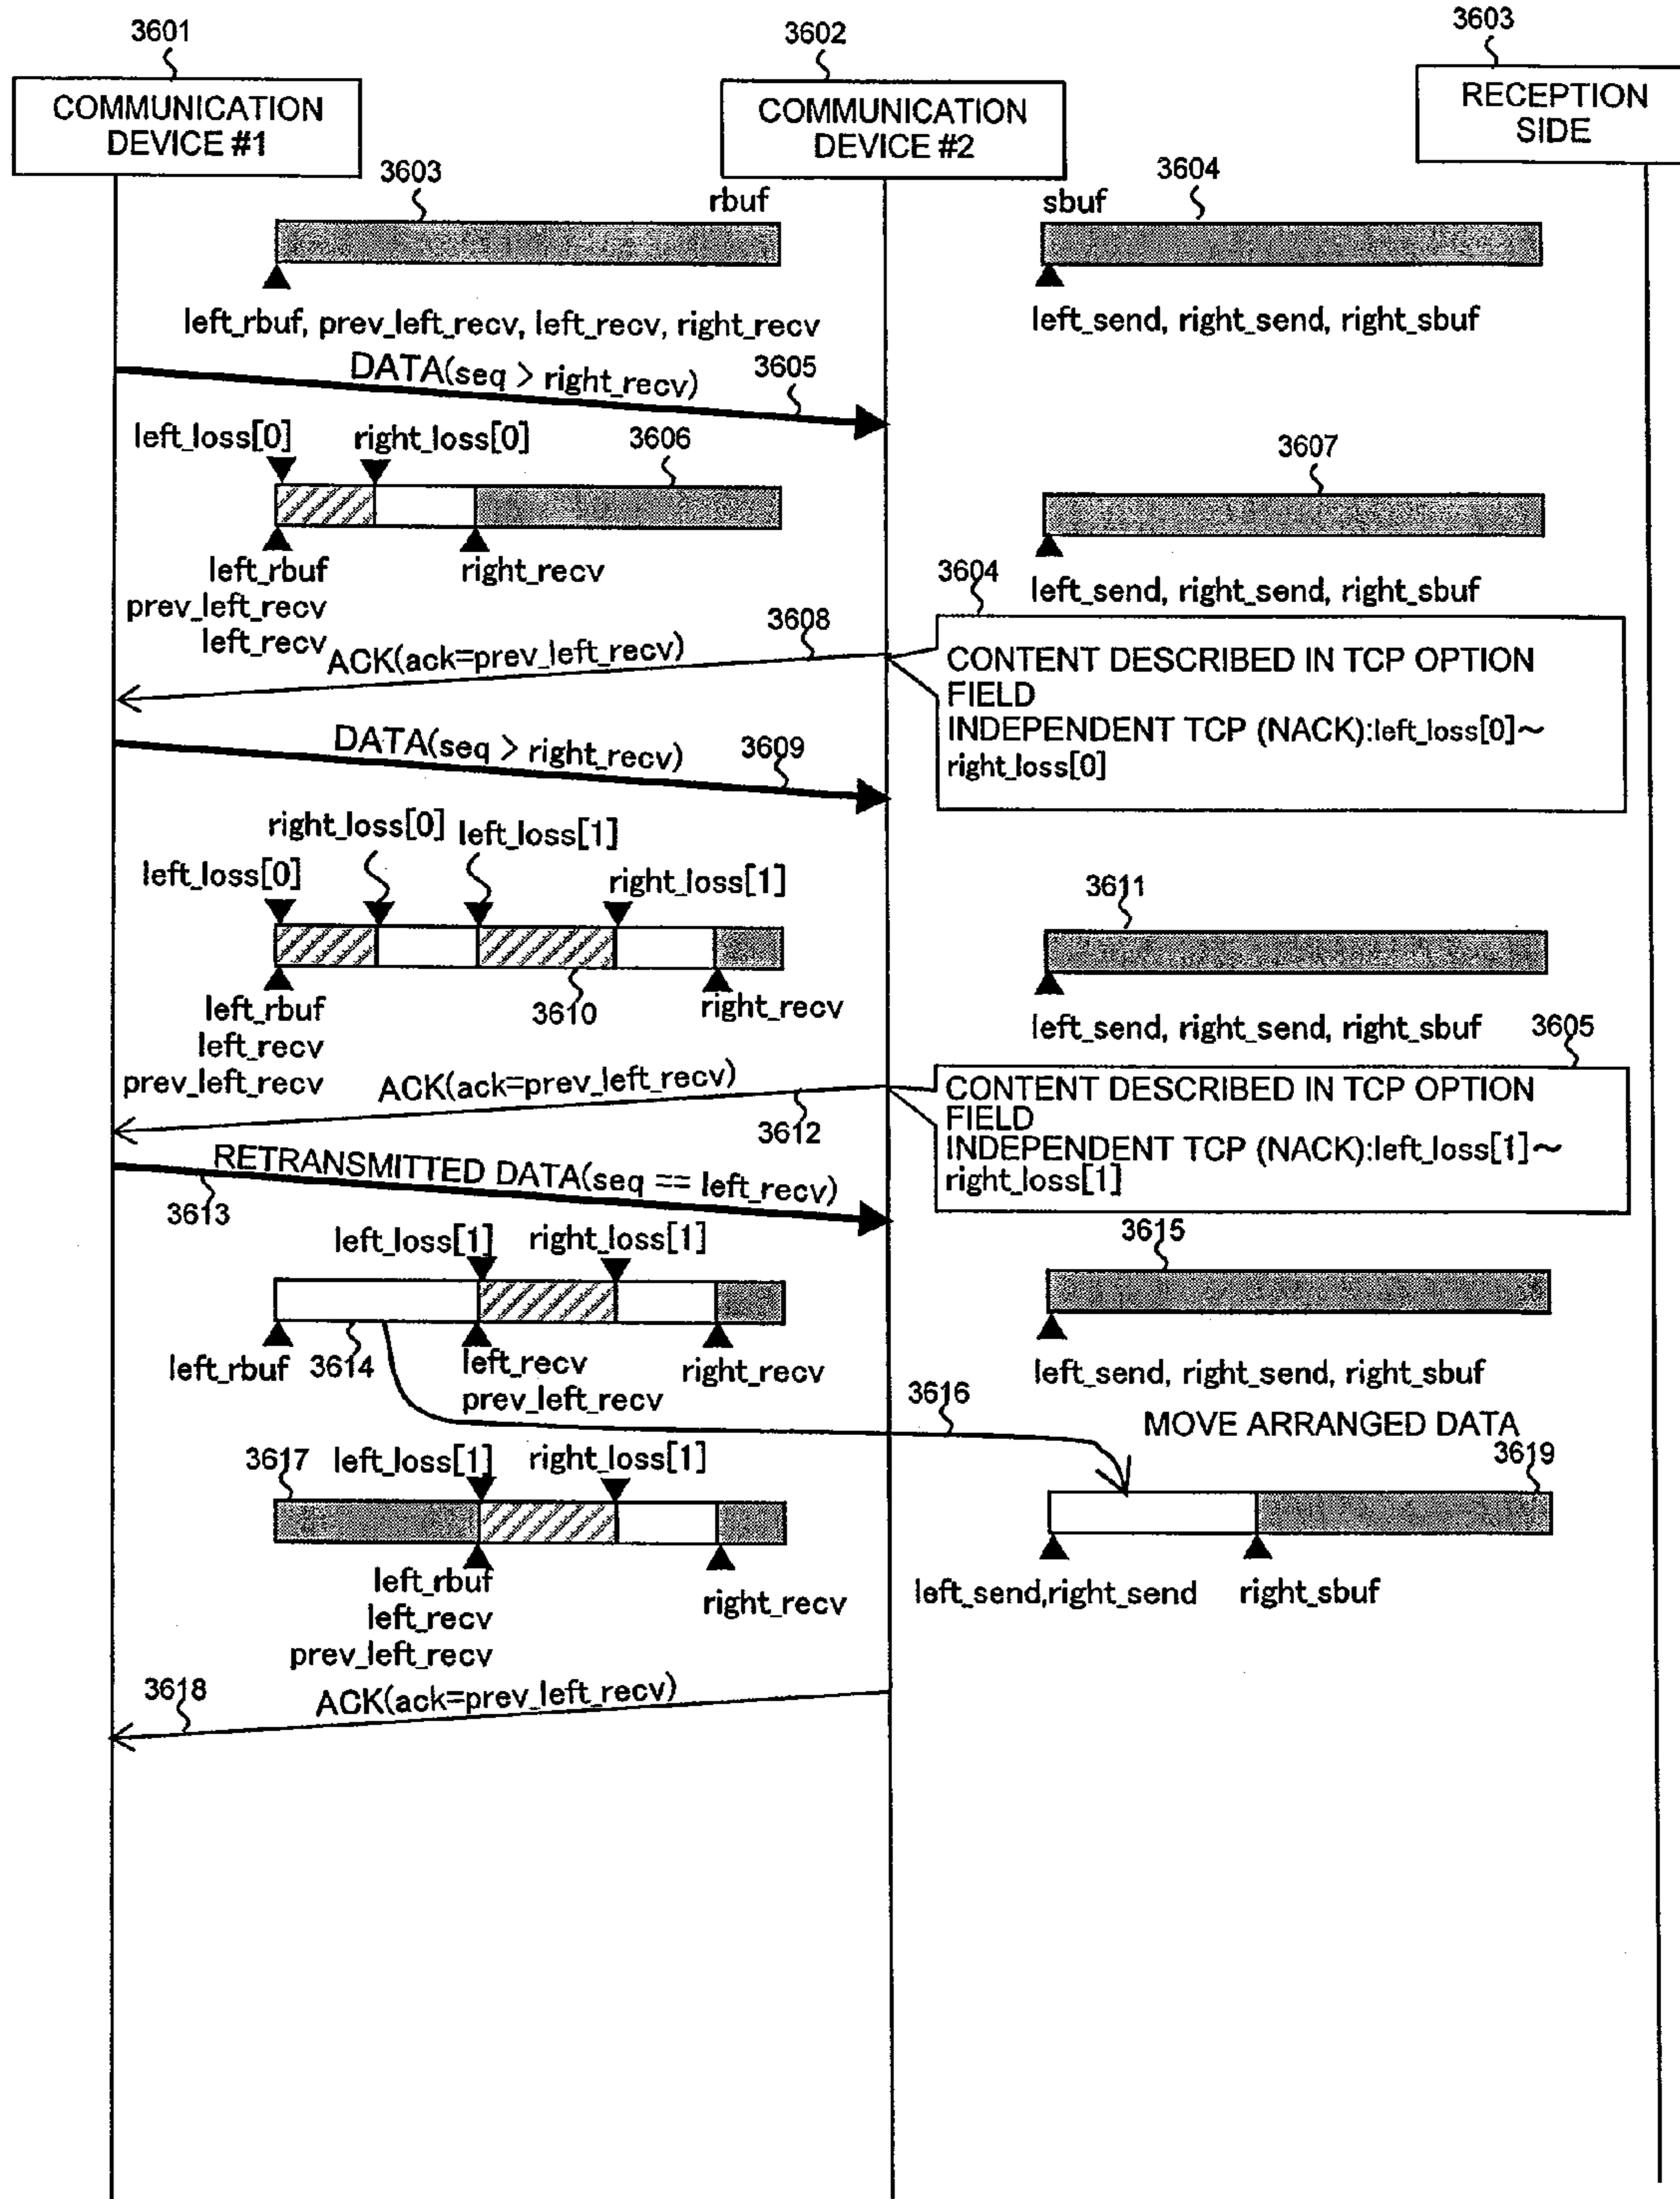 3601
3602
3603
COMMUNICATION
DEVICE #1
COMMUNICATION
DEVICE #2
RECEPTION
SIDE
3603
rbuf
sbuf
3604
left_rbuf, prev_left_recv, left_recv, right_recv
left_send, right_send, right_sbuf
DATA(seq > right_recv)
3605
left_loss[0]
right_loss[0]
3606
3607
left_rbuf
prev_left_recv
left_recv
right_recv
left_send, right_send, right_sbuf
3604
3608
ACK(ack=prev_left_recv)
CONTENT DESCRIBED IN TCP OPTION
FIELD
INDEPENDENT TCP (NACK):left_loss[0]~
right_loss[0]
DATA(seq > right_recv)
3609
right_loss[0]
left_loss[1]
left_loss[0]
right_loss[1]
3611
left_rbuf
left_recv
prev_left_recv
3610
right_recv
left_send, right_send, right_sbuf
3605
ACK(ack=prev_left_recv)
3612
CONTENT DESCRIBED IN TCP OPTION
FIELD
INDEPENDENT TCP (NACK):left_loss[1]~
right_loss[1]
RETRANSMITTED DATA(seq == left_recv)
3613
left_loss[1]
right_loss[1]
3615
left_rbuf
3614
left_recv
prev_left_recv
right_recv
left_send, right_send, right_sbuf
3616
MOVE ARRANGED DATA
3617
left_loss[1]
right_loss[1]
3619
left_rbuf
left_recv
prev_left_recv
right_recv
left_send,right_send
right_sbuf
3618
ACK(ack=prev_left_recv)